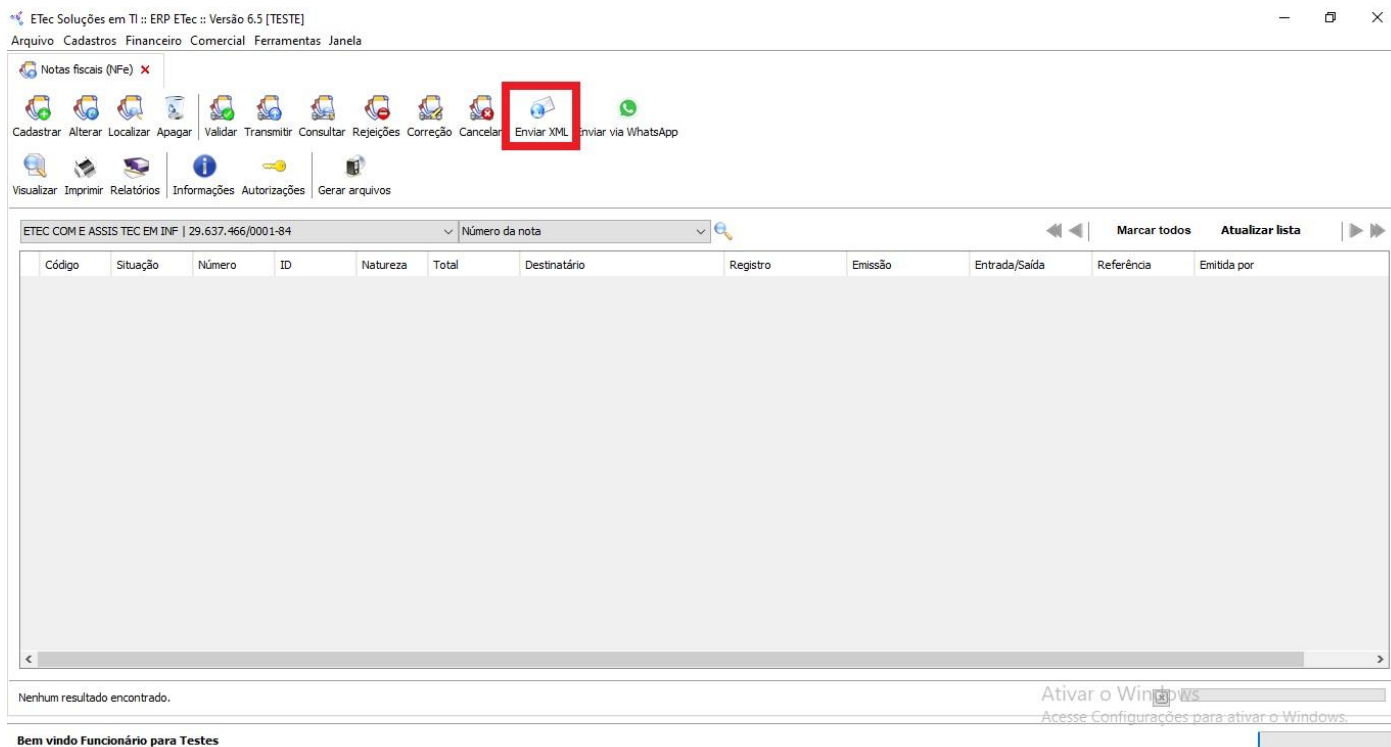 ETec Soluções em TI :: ERP ETec :: Versão 6.5 [TESTE]
Arquivo Cadastros Financeiro Comercial Ferramentas Janela
Notas fiscais (NFe)
Cadastrar Alterar Localizar Apagar Validar Transmitir Consultar Rejeições Correção Cancelar Enviar XML Enviar via WhatsApp
Visualizar Imprimir Relatórios Informações Autorizações Gerar arquivos
ETEC COM E ASSIS TEC EM INF | 29.637.466/0001-84 Número da nota Marcar todos Atualizar lista
Código Situação Número ID Natureza Total Destinatário Registro Emissão Entrada/Saída Referência Emitida por
Nenhum resultado encontrado.
Ativar o Windows
Acesse Configurações para ativar o Windows.
Bem vindo Funcionário para Testes